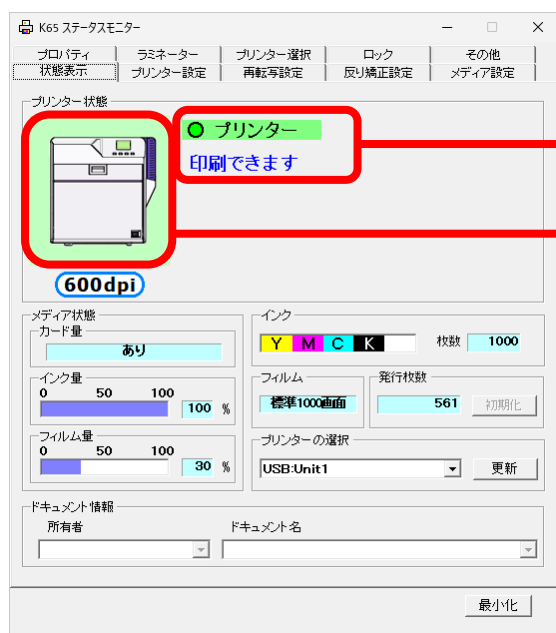 K65 ステータスモニター
プロパティ ラミネーター プリンター選択 ロック その他
状態表示 プリンター設定 再転写設定 反り矯正設定 メディア設定
プリンター状態
プリンター
印刷できます
600dpi
メディア状態
カード量
あり
インク量
0 50 100
100 %
フィルム量
0 50 100
30 %
インク
Y M C K 枚数 1000
フィルム
標準1000画面
発行枚数
561 初期化
プリンターの選択
USB:Unit1 更新
ドキュメント情報
所有者 ドキュメント名
最小化